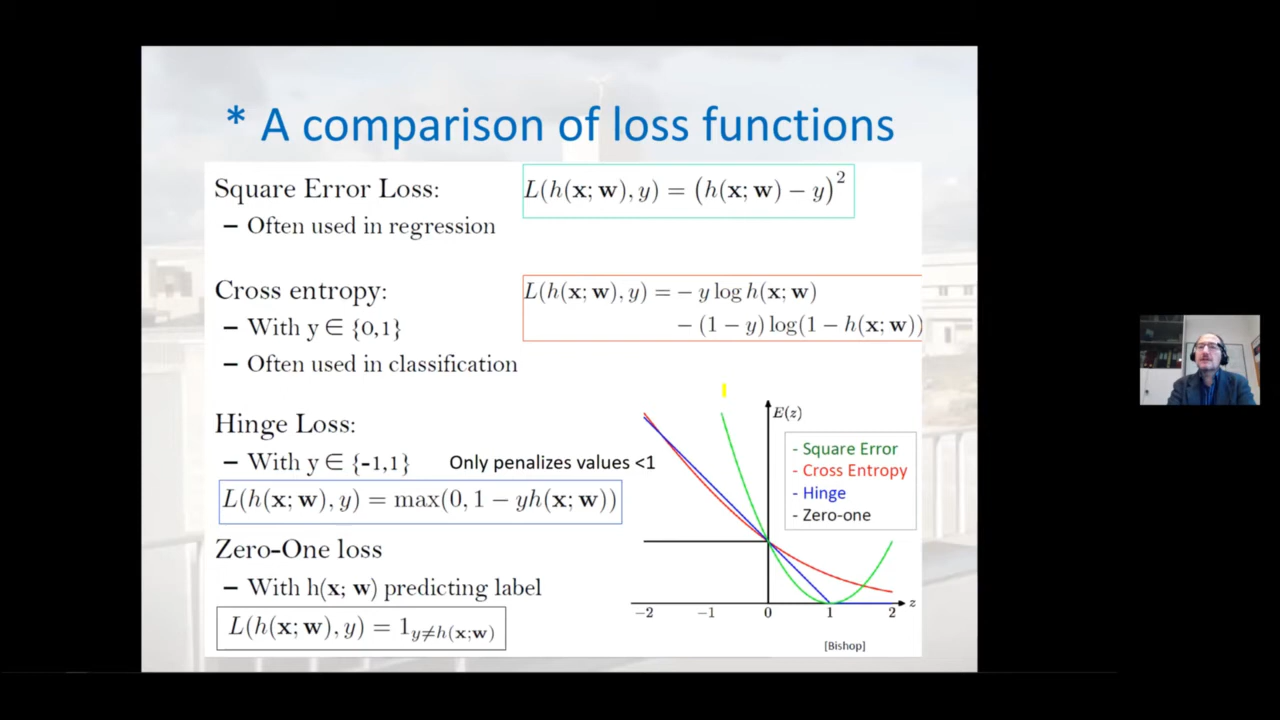 * A comparison of loss functions
Square Error Loss:
L(h(x; w), y) = (h(x; w) − y)²
– Often used in regression
Cross entropy:
L(h(x; w), y) = − y log h(x; w)
− (1 − y) log(1 − h(x; w))
– With y ∈ {0,1}
– Often used in classification
Hinge Loss:
– With y ∈ {-1,1}
Only penalizes values <1
L(h(x; w), y) = max(0, 1 − yh(x; w))
Zero-One loss
– With h(x; w) predicting label
L(h(x; w), y) = 1_{y≠h(x;w)}
E(z)
- Square Error
- Cross Entropy
- Hinge
- Zero-one
−2 −1 0 1 2 z
[Bishop]